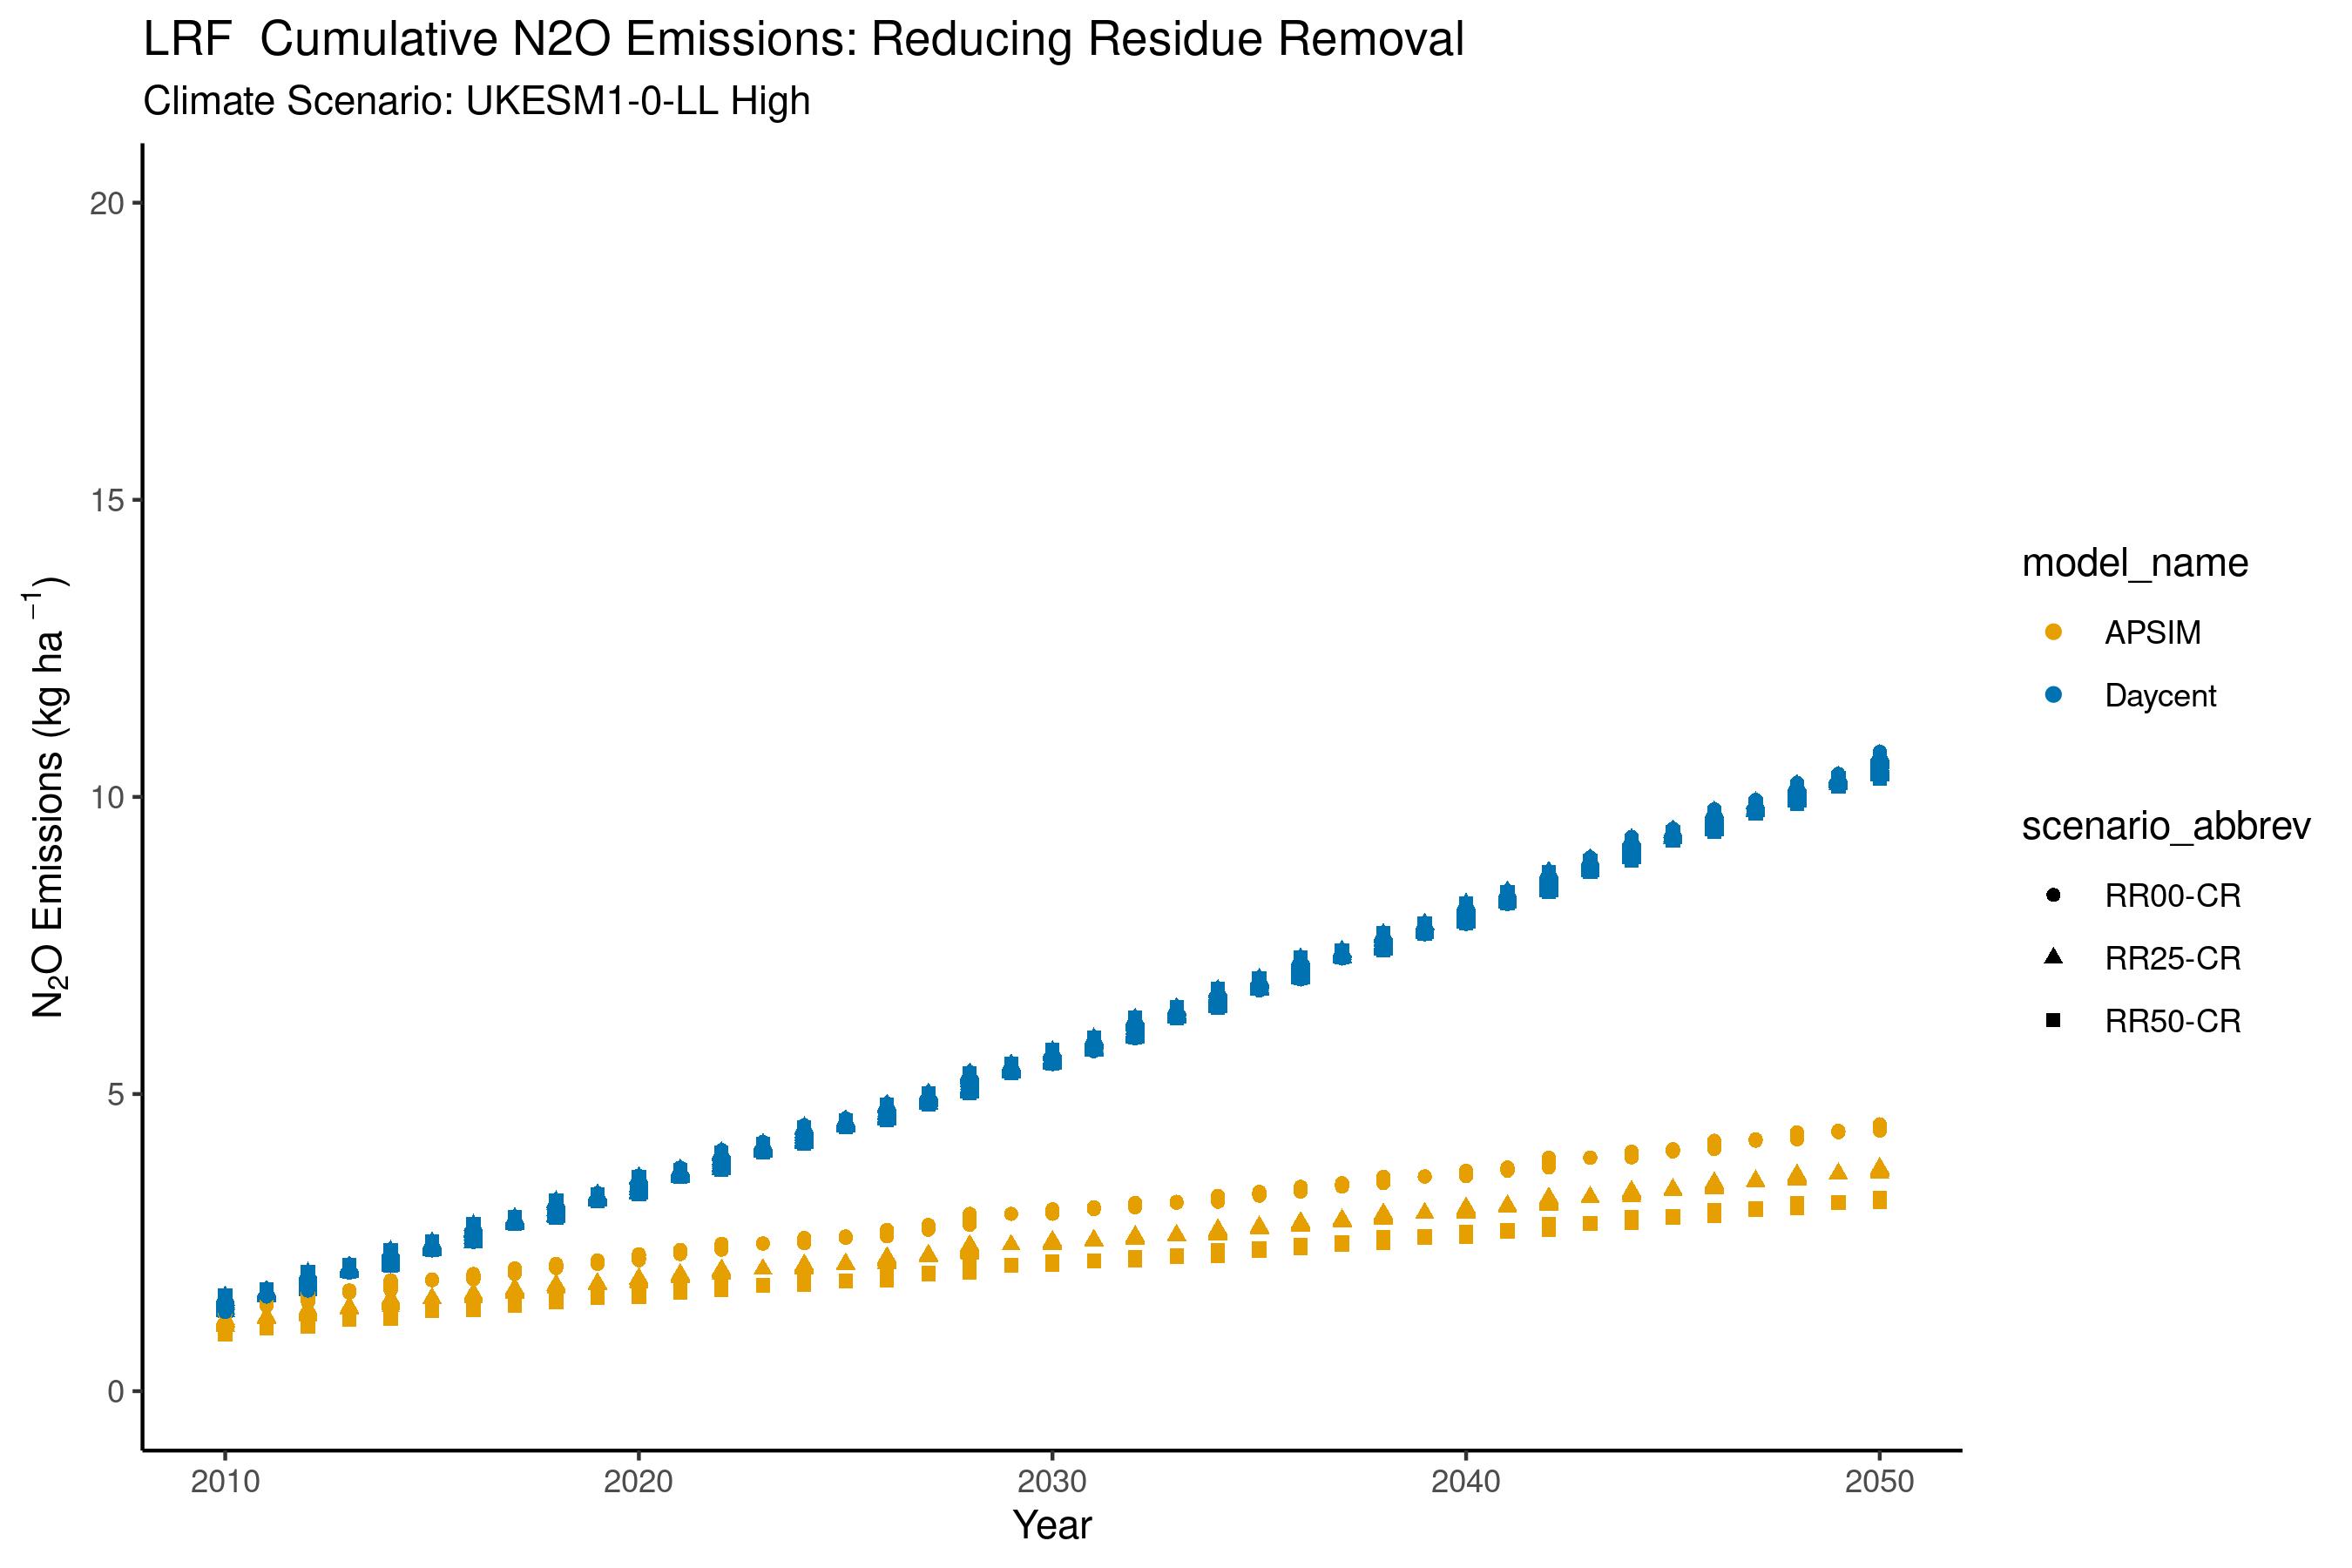 LRF  Cumulative N2O Emissions: Reducing Residue Removal
Climate Scenario: UKESM1-0-LL High
N₂O Emissions (kg ha⁻¹)
20
15
10
5
0
2010 2020 2030 2040 2050
Year
model_name
APSIM
Daycent
scenario_abbrev
RR00-CR
RR25-CR
RR50-CR